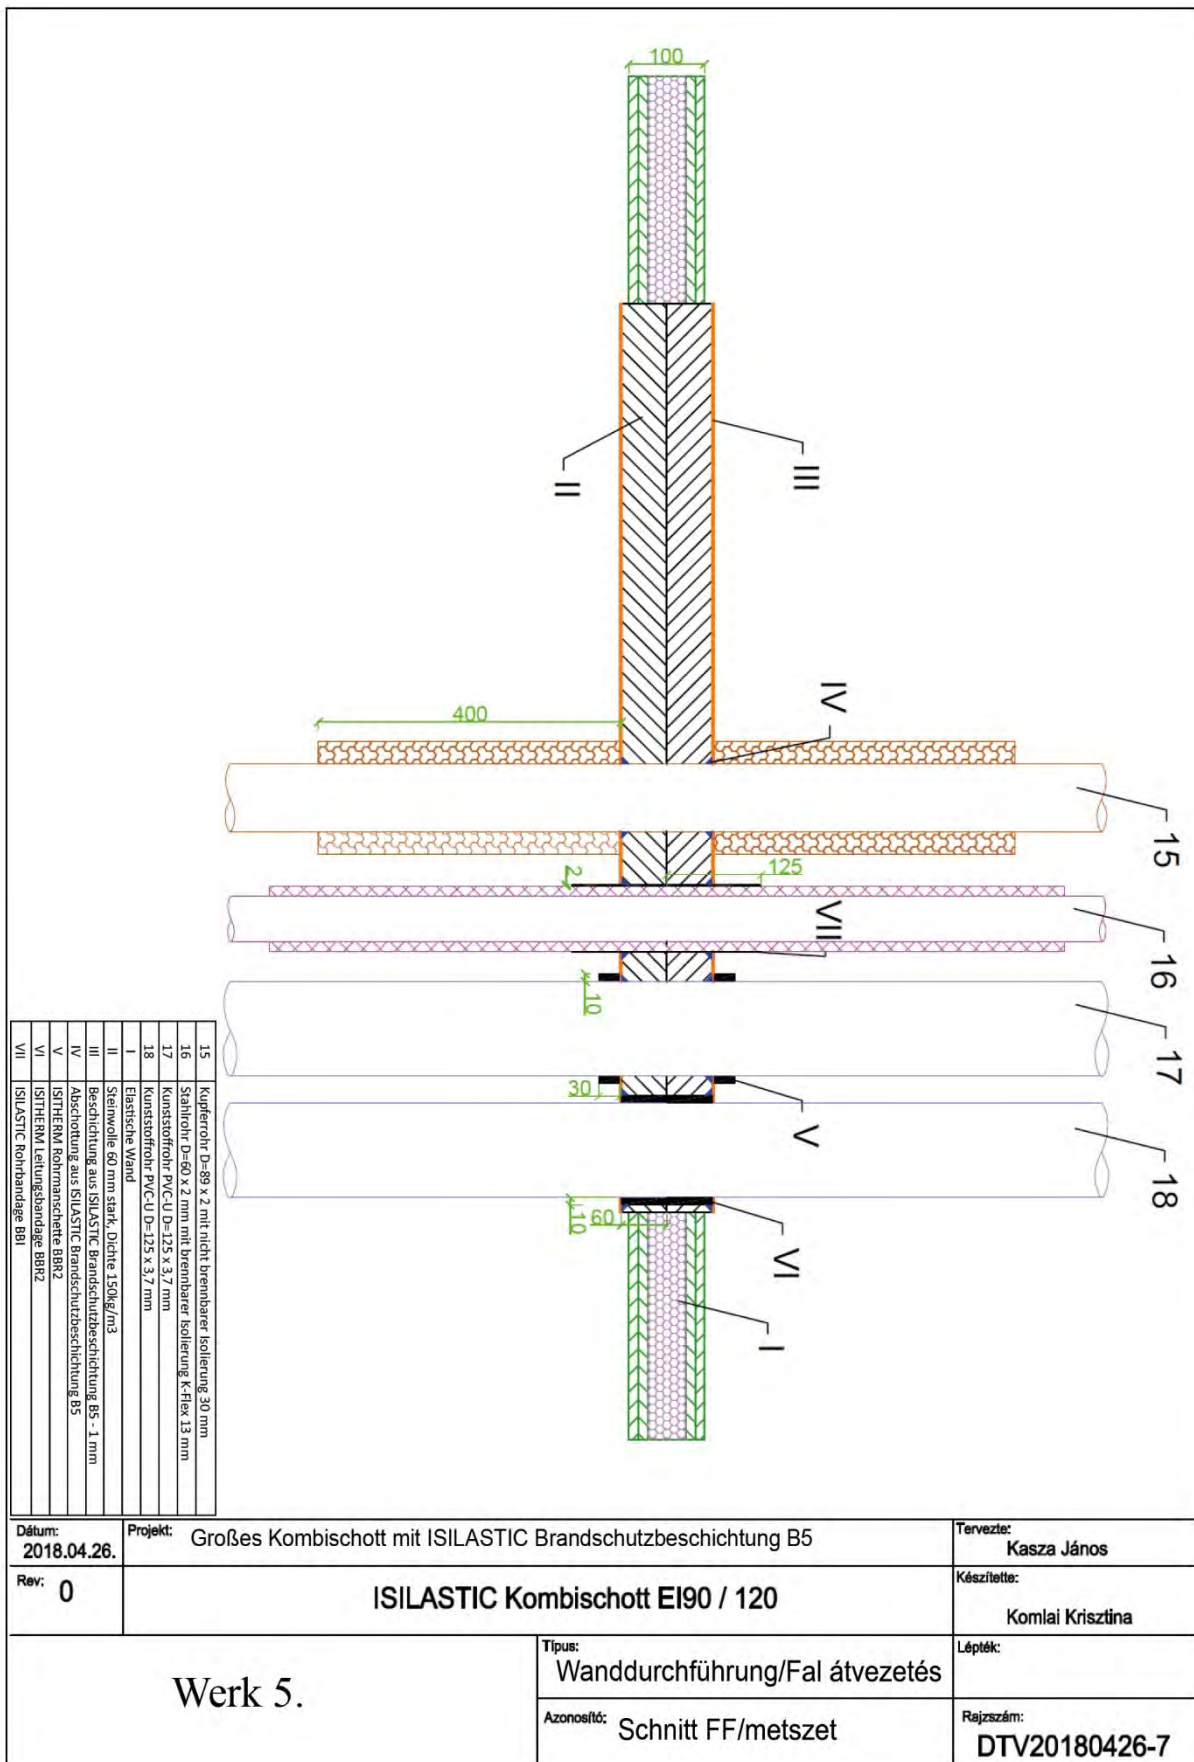 100
II
III
IV
400
15
125
2
VII
16
10
17
30
V
18
10
60
VI
I
15 Kupferrohr D=89 x 2 mit nicht brennbarer Isolierung 30 mm
16 Stahlrohr D=60 x 2 mm mit brennbarer Isolierung K-Flex 13 mm
17 Kunststoffrohr PVC-U D=125 x 3,7 mm
18 Kunststoffrohr PVC-U D=125 x 3,7 mm
I Elastische Wand
II Steinwolle 60 mm stark, Dichte 150kg/m3
III Beschichtung aus ISILASTIC Brandschutzbeschichtung B5 - 1 mm
IV Abschottung aus ISILASTIC Brandschutzbeschichtung B5
V ISITHERM Rohrmanschette BBR2
VI ISITHERM Leitungsbandage BBR2
VII ISILASTIC Rohrbandage BBI
Dátum: 2018.04.26.
Projekt: Großes Kombischott mit ISILASTIC Brandschutzbeschichtung B5
Tervezte: Kasza János
Rev: 0
ISILASTIC Kombischott EI90 / 120
Készítette: Komlai Krisztina
Werk 5.
Típus: Wanddurchführung/Fal átvezetés
Lépték:
Azonosító: Schnitt FF/metszet
Rajzszám: DTV20180426-7